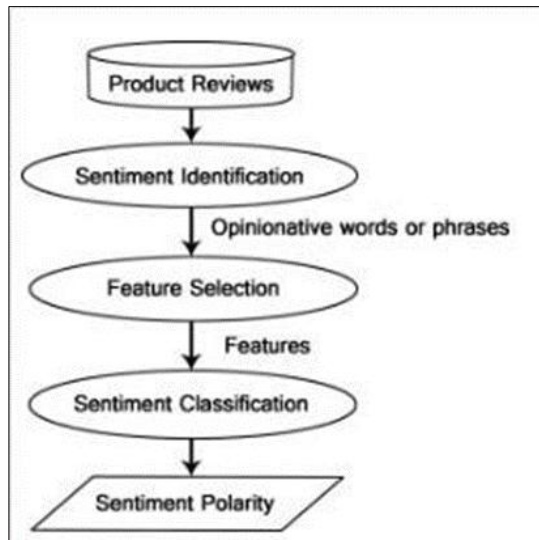 Product Reviews
Sentiment Identification
Opinionative words or phrases
Feature Selection
Features
Sentiment Classification
Sentiment Polarity